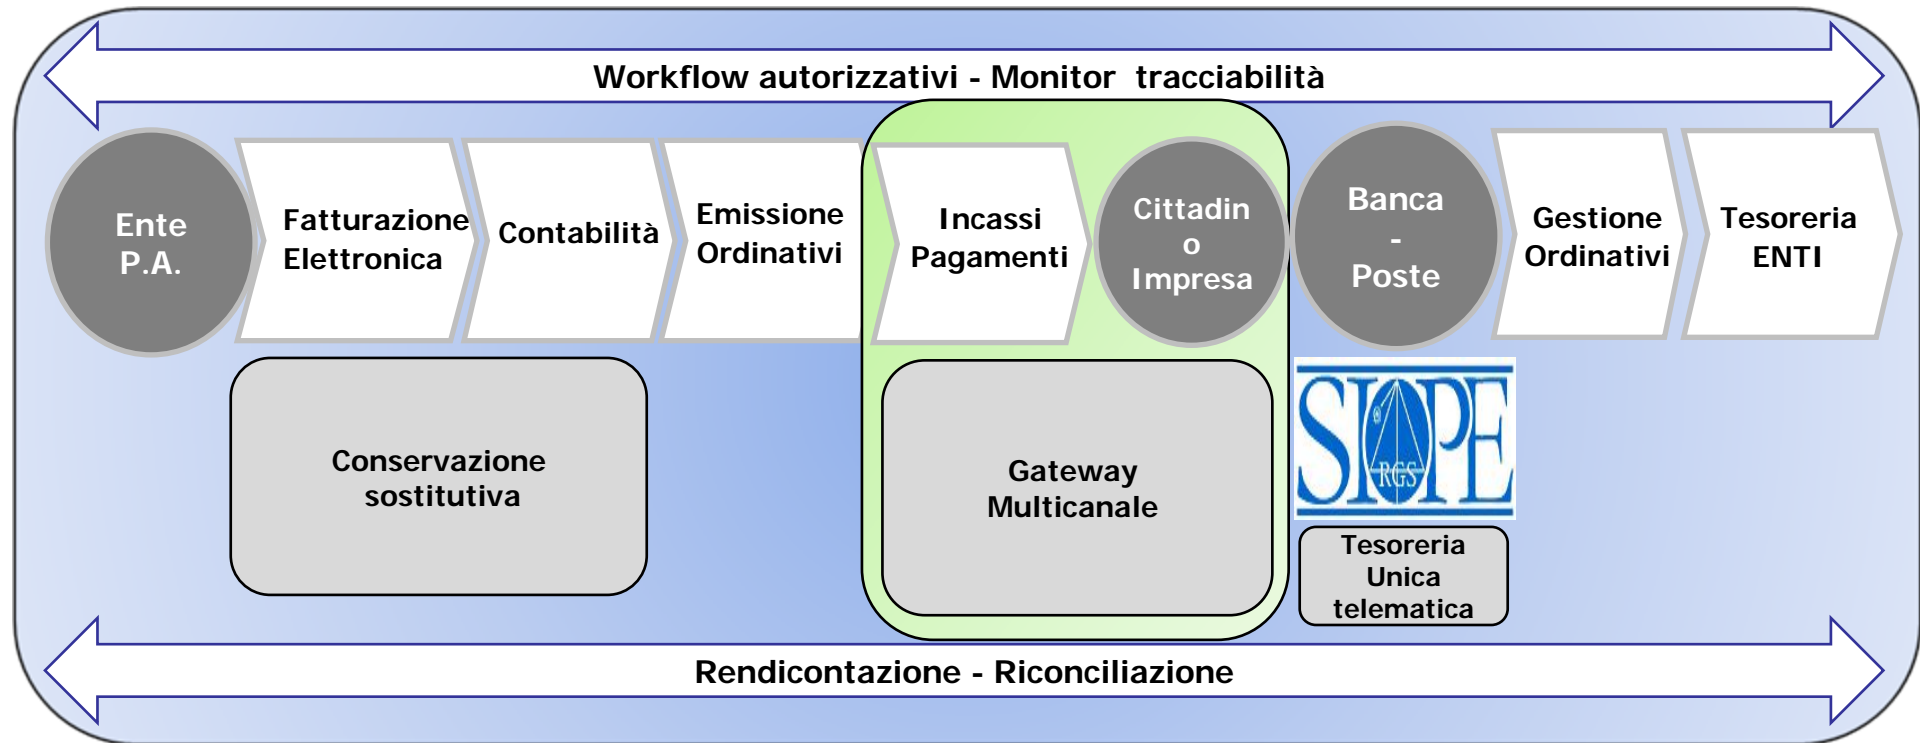 Workflow autorizzativi - Monitor tracciabilità
Ente
P.A.
Fatturazione
Elettronica
Contabilità
Emissione
Ordinativi
Incassi
Pagamenti
Cittadin
o
Impresa
Banca
-
Poste
Gestione
Ordinativi
Tesoreria
ENTI
Conservazione
sostitutiva
Gateway
Multicanale
SIOPE
RGS
Tesoreria
Unica
telematica
Rendicontazione - Riconciliazione